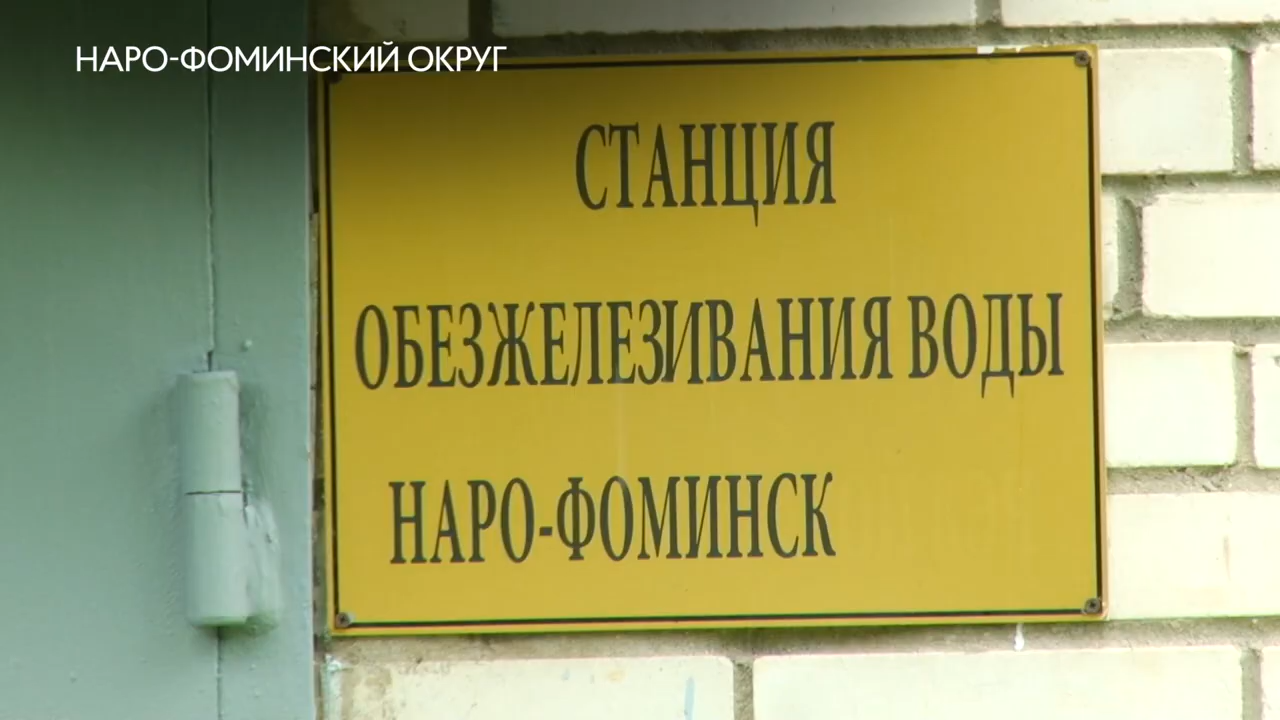 НАРО-ФОМИНСКИЙ ОКРУГ
СТАНЦИЯ
ОБЕЗЖЕЛЕЗИВАНИЯ ВОДЫ
НАРО-ФОМИНСК